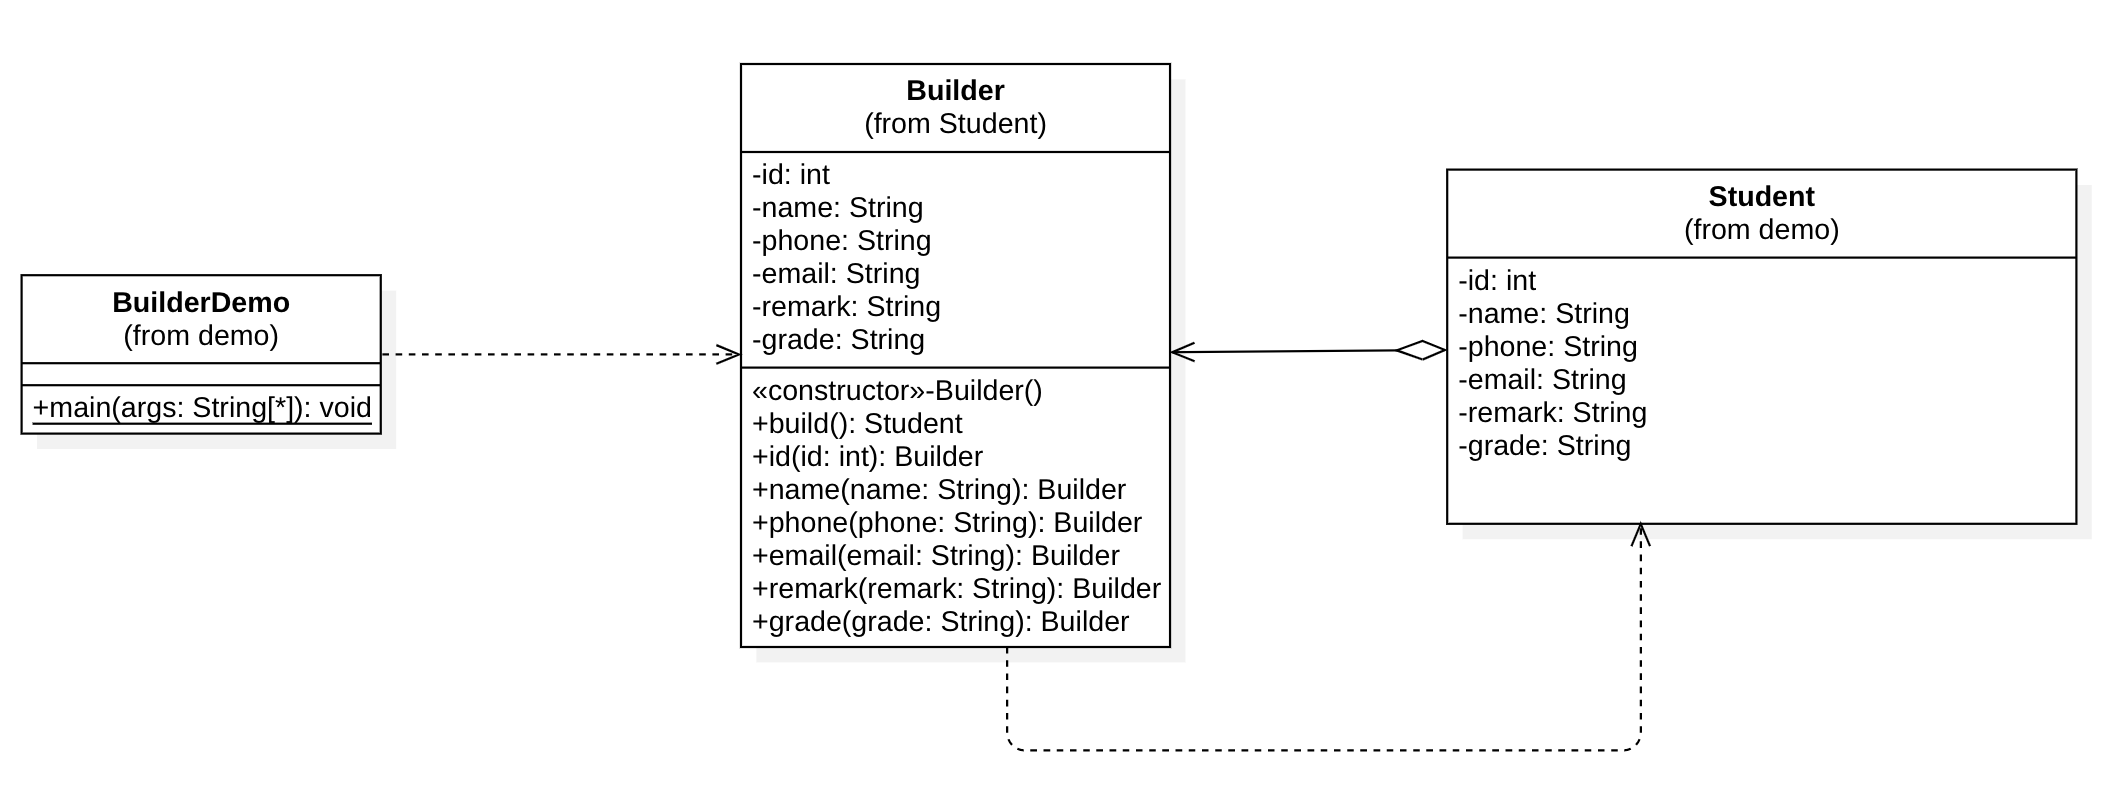 BuilderDemo
(from demo)
+main(args: String[*]): void
Builder
(from Student)
-id: int
-name: String
-phone: String
-email: String
-remark: String
-grade: String
«constructor»-Builder()
+build(): Student
+id(id: int): Builder
+name(name: String): Builder
+phone(phone: String): Builder
+email(email: String): Builder
+remark(remark: String): Builder
+grade(grade: String): Builder
Student
(from demo)
-id: int
-name: String
-phone: String
-email: String
-remark: String
-grade: String